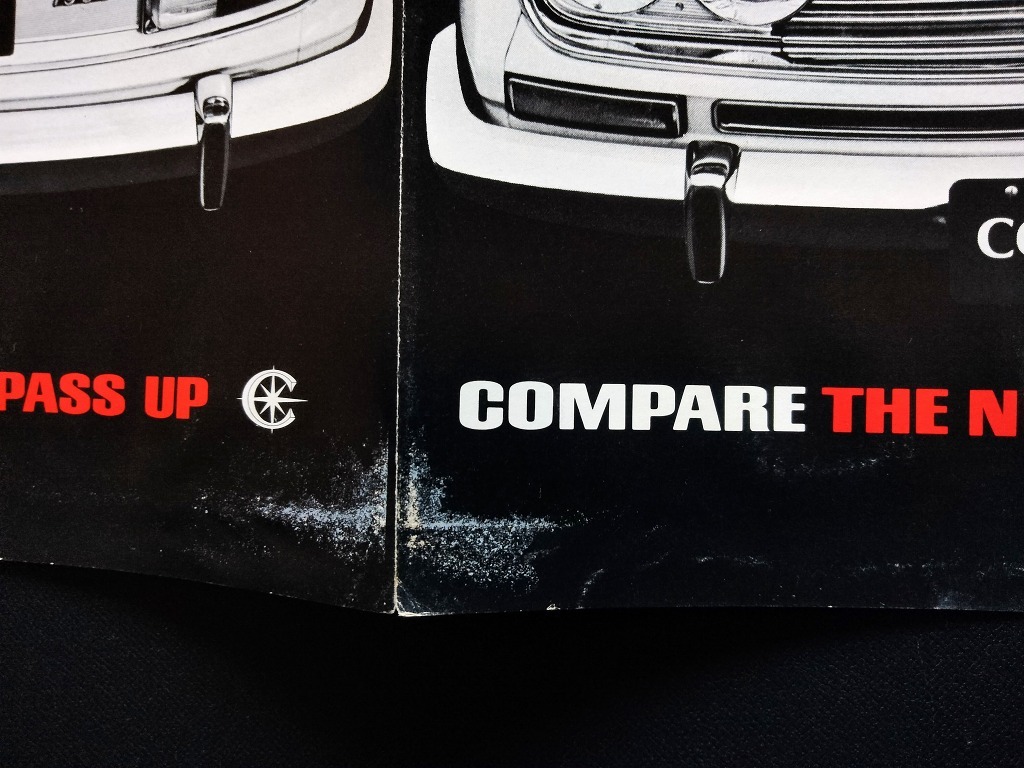 PASS UP
CO
COMPARE THE N